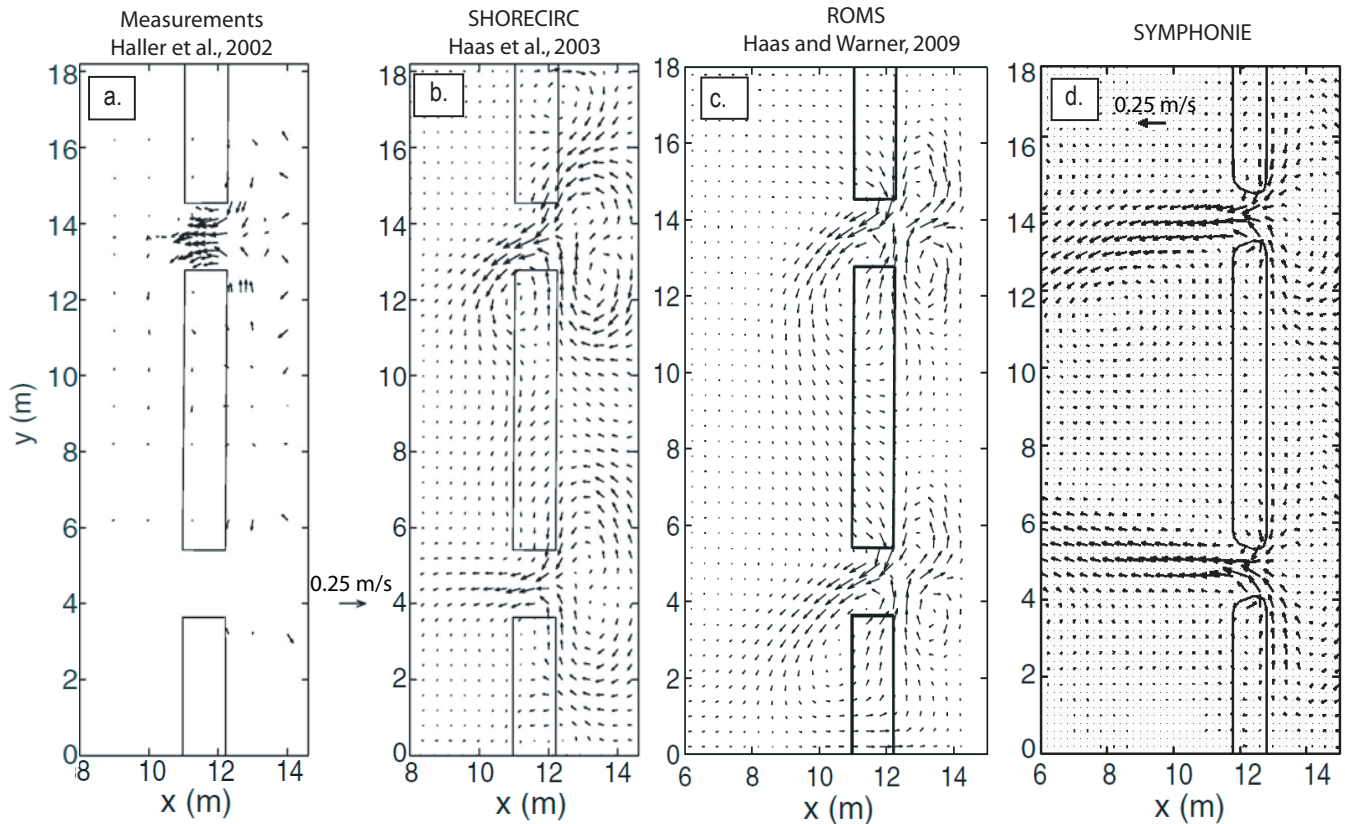 Measurements
Haller et al., 2002
SHORECIRC
Haas et al., 2003
ROMS
Haas and Warner, 2009
SYMPHONIE
a.
b.
c.
d.
0.25 m/s
0.25 m/s
y (m)
0
2
4
6
8
10
12
14
16
18
0
2
4
6
8
10
12
14
16
18
0
2
4
6
8
10
12
14
16
18
0
2
4
6
8
10
12
14
16
18
8 10 12 14
8 10 12 14
6 8 10 12 14
6 8 10 12 14
x (m)
x (m)
x (m)
x (m)